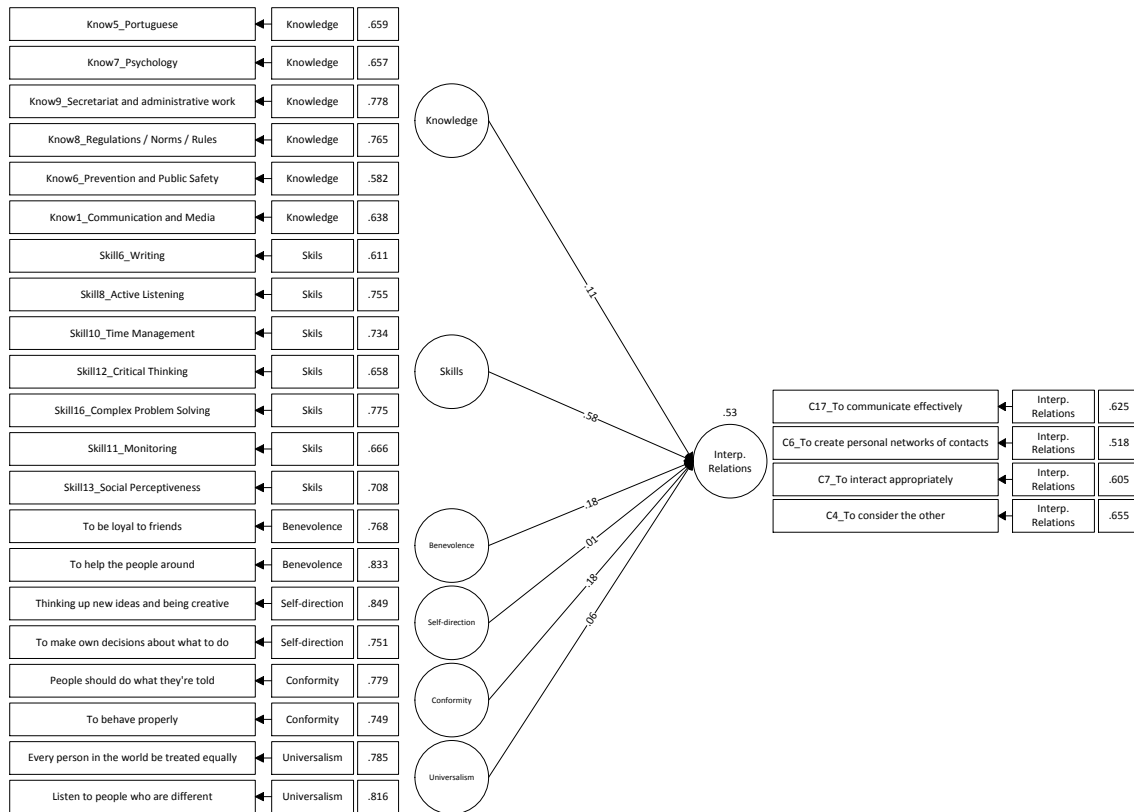 Know5_Portuguese Knowledge .659
Know7_Psychology Knowledge .657
Know9_Secretariat and administrative work Knowledge .778
Know8_Regulations / Norms / Rules Knowledge .765
Know6_Prevention and Public Safety Knowledge .582
Know1_Communication and Media Knowledge .638
Skill6_Writing Skils .611
Skill8_Active Listening Skils .755
Skill10_Time Management Skils .734
Skill12_Critical Thinking Skils .658
Skill16_Complex Problem Solving Skils .775
Skill11_Monitoring Skils .666
Skill13_Social Perceptiveness Skils .708
To be loyal to friends Benevolence .768
To help the people around Benevolence .833
Thinking up new ideas and being creative Self-direction .849
To make own decisions about what to do Self-direction .751
People should do what they're told Conformity .779
To behave properly Conformity .749
Every person in the world be treated equally Universalism .785
Listen to people who are different Universalism .816
Knowledge
Skills
Benevolence
Self-direction
Conformity
Universalism
.11
.58
.18
.01
.18
.06
.53
Interp.
Relations
C17_To communicate effectively Interp.
Relations .625
C6_To create personal networks of contacts Interp.
Relations .518
C7_To interact appropriately Interp.
Relations .605
C4_To consider the other Interp.
Relations .655